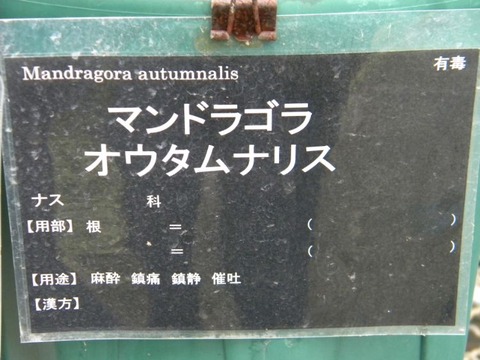 Mandragora autumnalis 有毒
マンドラゴラ
オウタムナリス
ナス 科
【用部】 根 = ( )
= ( )
【用途】 麻酔 鎮痛 鎮静 催吐
【漢方】